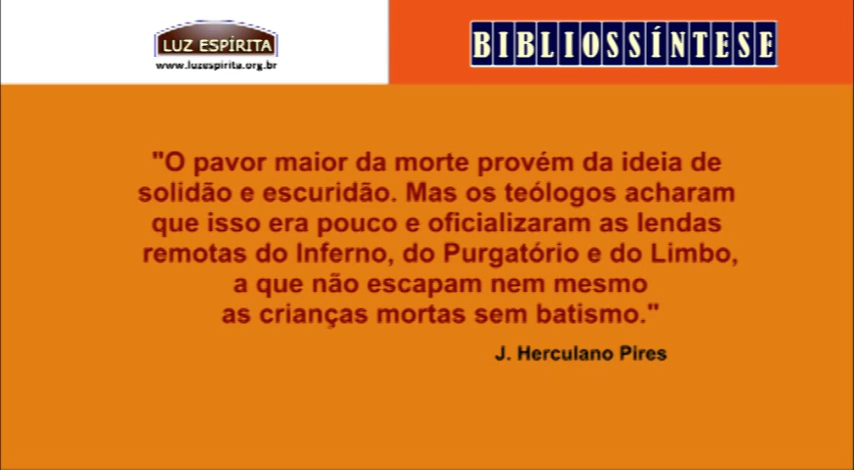 LUZ ESPÍRITA
www.luzespirita.org.br
BIBLIOSSÍNTESE
"O pavor maior da morte provém da ideia de
solidão e escuridão. Mas os teólogos acharam
que isso era pouco e oficializaram as lendas
remotas do Inferno, do Purgatório e do Limbo,
a que não escapam nem mesmo
as crianças mortas sem batismo."
J. Herculano Pires